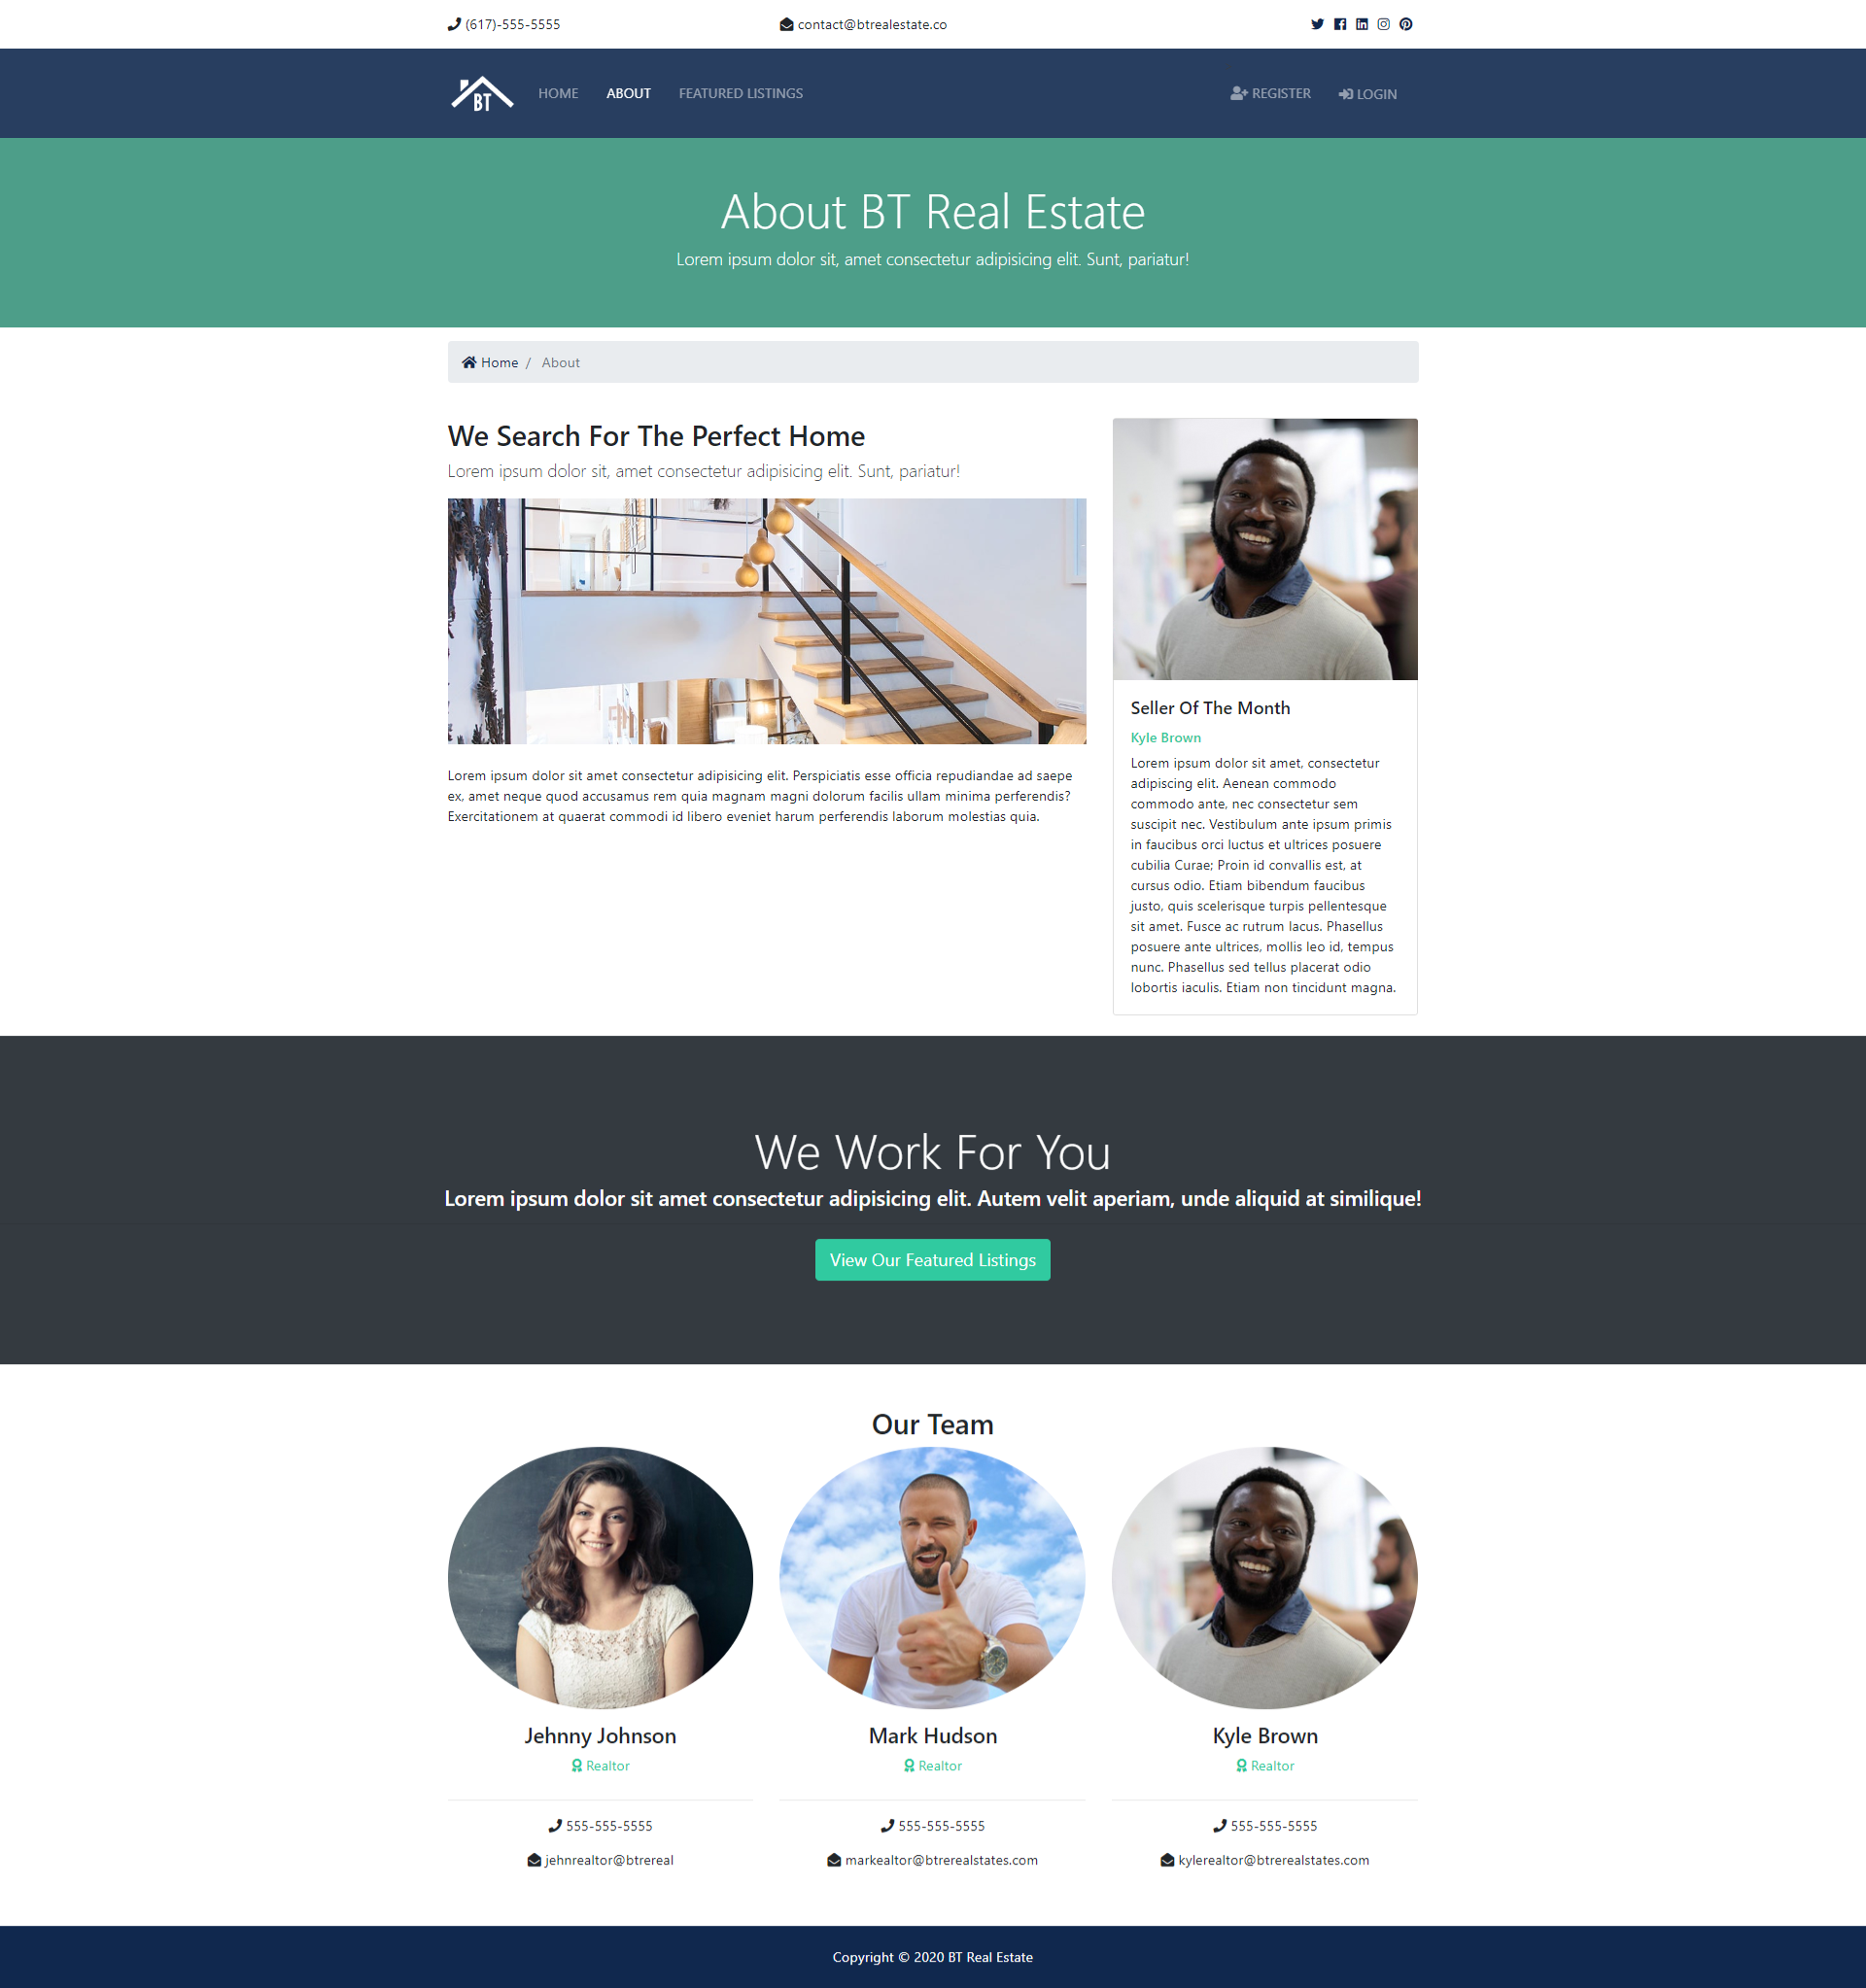 (617)-555-5555
contact@btrealestate.co
BT
HOME
ABOUT
FEATURED LISTINGS
REGISTER
LOGIN
About BT Real Estate
Lorem ipsum dolor sit, amet consectetur adipisicing elit. Sunt, pariatur!
Home / About
We Search For The Perfect Home
Lorem ipsum dolor sit, amet consectetur adipisicing elit. Sunt, pariatur!
Lorem ipsum dolor sit amet consectetur adipisicing elit. Perspiciatis esse officia repudiandae ad saepe
ex, amet neque quod accusamus rem quia magnam magni dolorum facilis ullam minima perferendis?
Exercitationem at quaerat commodi id libero eveniet harum perferendis laborum molestias quia.
Seller Of The Month
Kyle Brown
Lorem ipsum dolor sit amet, consectetur
adipiscing elit. Aenean commodo
commodo ante, nec consectetur sem
suscipit nec. Vestibulum ante ipsum primis
in faucibus orci luctus et ultrices posuere
cubilia Curae; Proin id convallis est, at
cursus odio. Etiam bibendum faucibus
justo, quis scelerisque turpis pellentesque
sit amet. Fusce ac rutrum lacus. Phasellus
posuere ante ultrices, mollis leo id, tempus
nunc. Phasellus sed tellus placerat odio
lobortis iaculis. Etiam non tincidunt magna.
We Work For You
Lorem ipsum dolor sit amet consectetur adipisicing elit. Autem velit aperiam, unde aliquid at similique!
View Our Featured Listings
Our Team
Jehnny Johnson
Realtor
555-555-5555
jehnrealtor@btrereal
Mark Hudson
Realtor
555-555-5555
markealtor@btrerealstates.com
Kyle Brown
Realtor
555-555-5555
kylerealtor@btrerealstates.com
Copyright © 2020 BT Real Estate